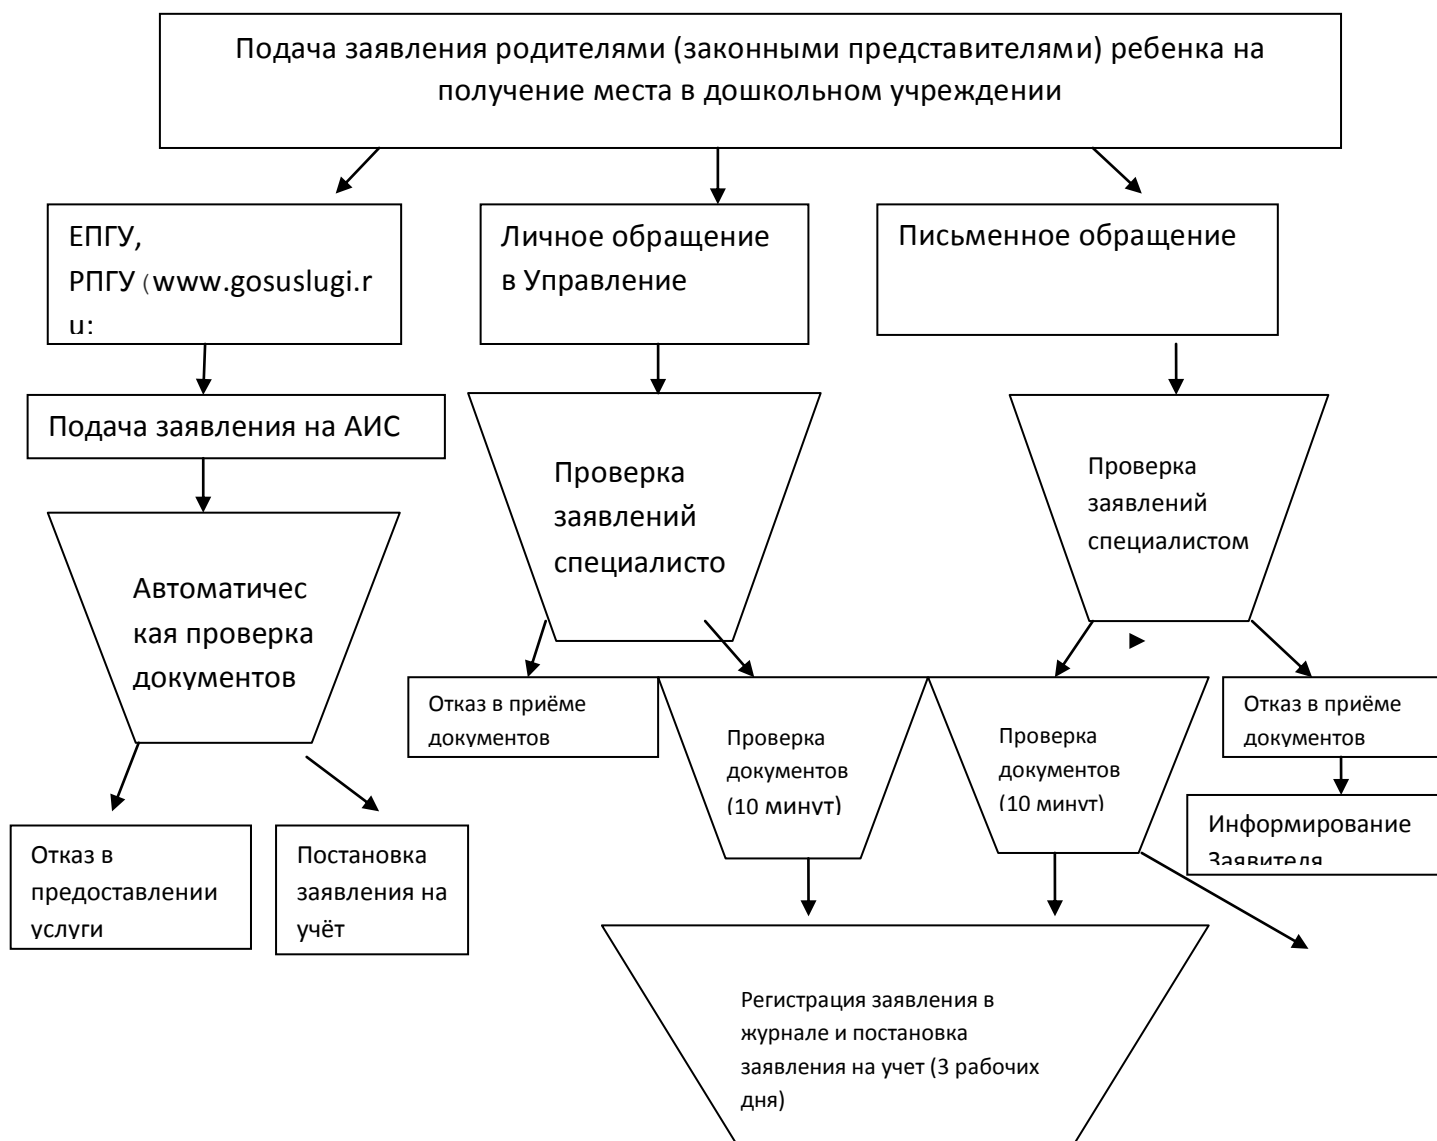 Подача заявления родителями (законными представителями) ребенка на
получение места в дошкольном учреждении
ЕПГУ,
РПГУ (www.gosuslugi.r
u:
Личное обращение
в Управление
Письменное обращение
Подача заявления на АИС
Проверка
заявлений
специалисто
Проверка
заявлений
специалистом
Автоматичес
кая проверка
документов
Отказ в приёме
документов
Проверка
документов
(10 минут)
Проверка
документов
(10 минут)
Отказ в приёме
документов
Информирование
Заявителя
Отказ в
предоставлении
услуги
Постановка
заявления на
учёт
Регистрация заявления в
журнале и постановка
заявления на учет (3 рабочих
дня)